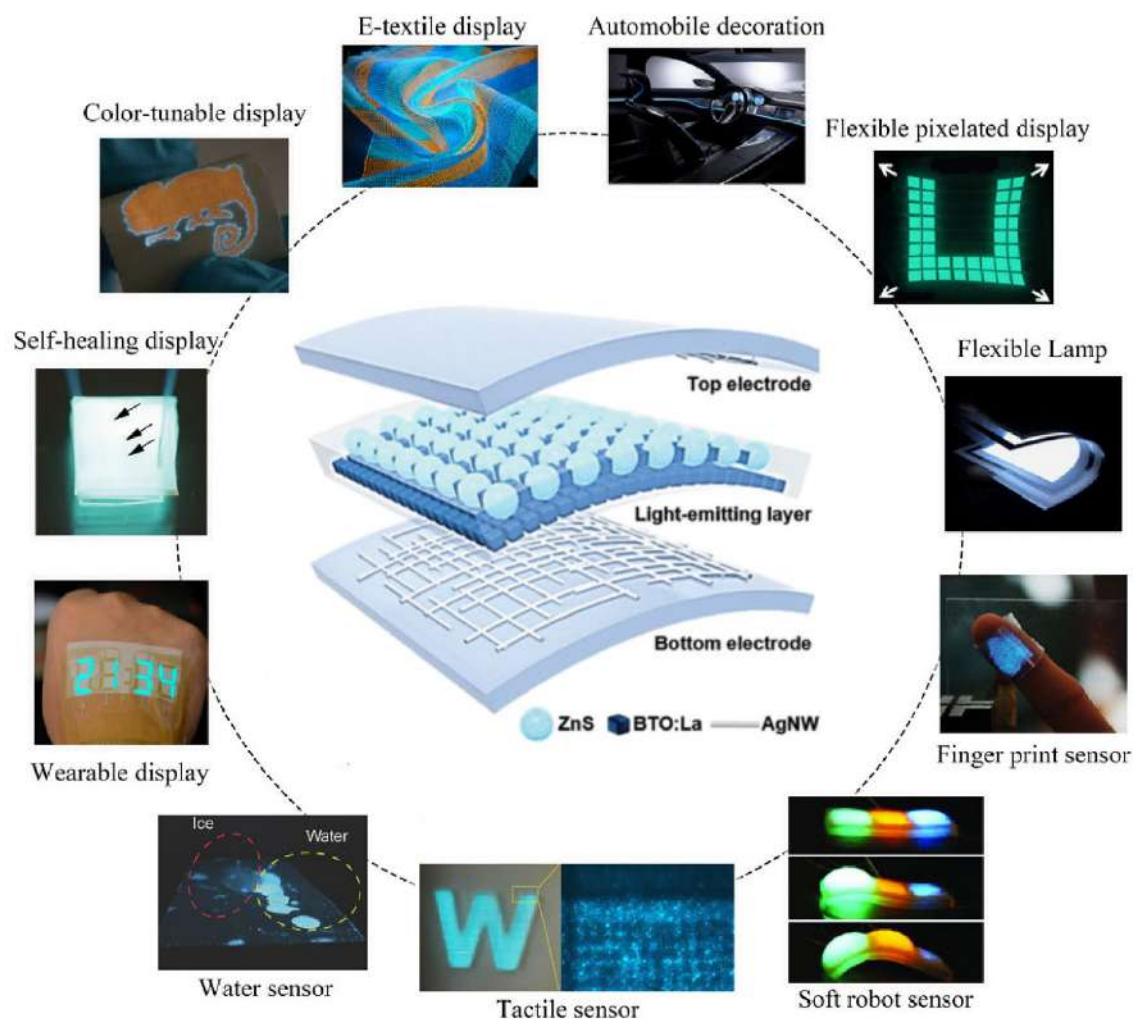 E-textile display
Automobile decoration
Color-tunable display
Flexible pixelated display
Self-healing display
Flexible Lamp
Top electrode
Light-emitting layer
Bottom electrode
ZnS
BTO:La
AgNW
21:34
Wearable display
Finger print sensor
Ice
Water
W
Water sensor
Tactile sensor
Soft robot sensor